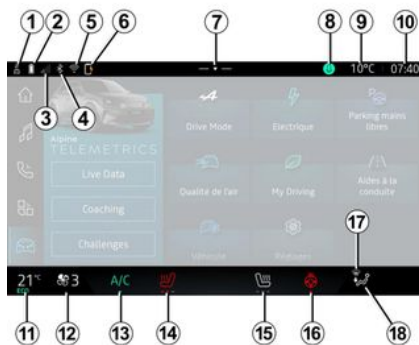 1 2 5 6 7 8 9 10
10°C 07:40
3 4
Alpine
TELEMETRICS
Live Data
Coaching
Challenges
Drive Mode
Electrique
Parking mains
libres
Qualité de l'air
My Driving
Aides à la
conduite
Véhicule
Réglages
17
21°C
eco
3
A/C
11 12 13 14 15 16 18